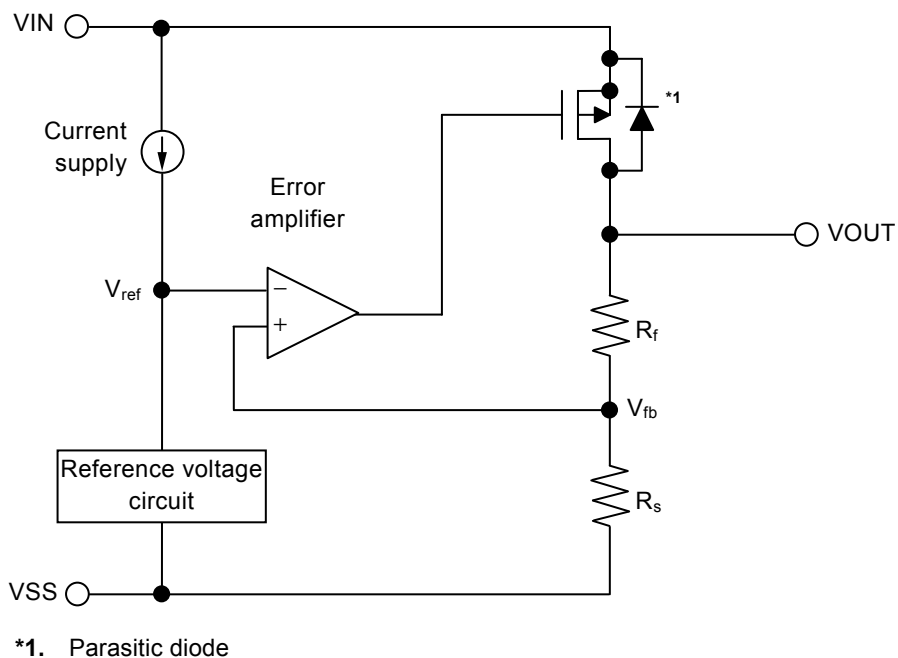 VIN
*1
Current
supply
Error
amplifier
VOUT
Vref
−
+
Rf
Vfb
Reference voltage
circuit
Rs
VSS
*1. Parasitic diode